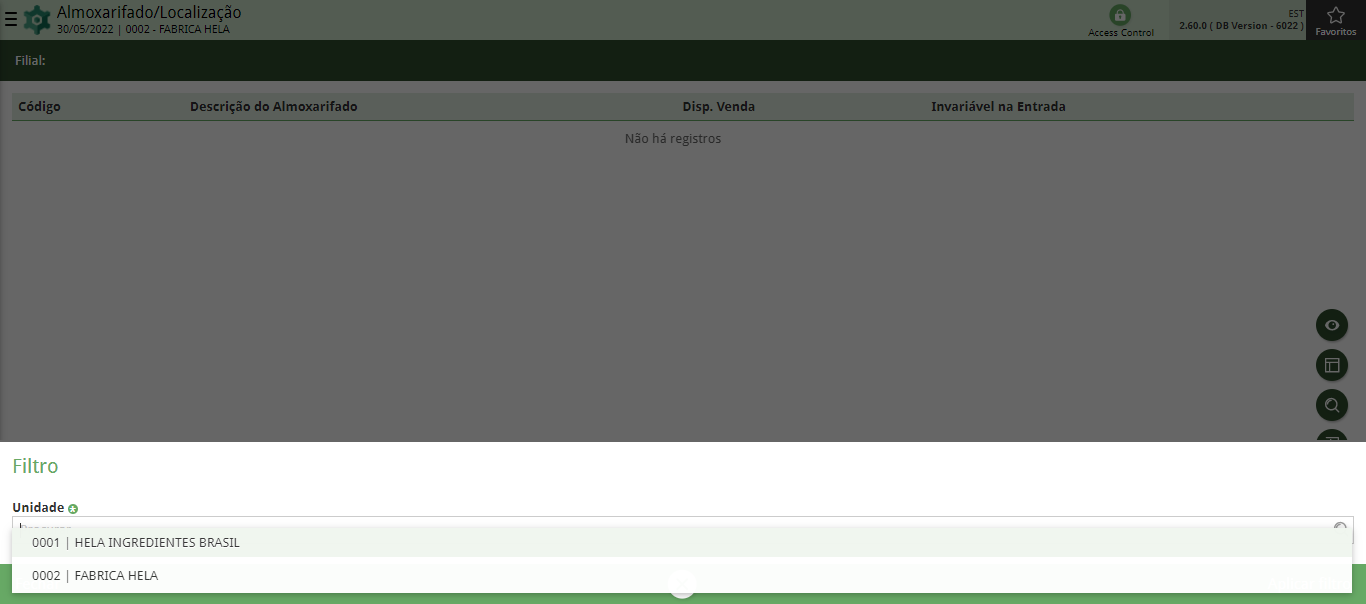 Almoxarifado/Localização
30/05/2022 | 0002 - FABRICA HELA
Access Control
EST
2.60.0 ( DB Version - 6022 )
Favoritos
Filial:
Código Descrição do Almoxarifado Disp. Venda Invariável na Entrada
Não há registros
Filtro
Unidade
0001 | HELA INGREDIENTES BRASIL
0002 | FABRICA HELA